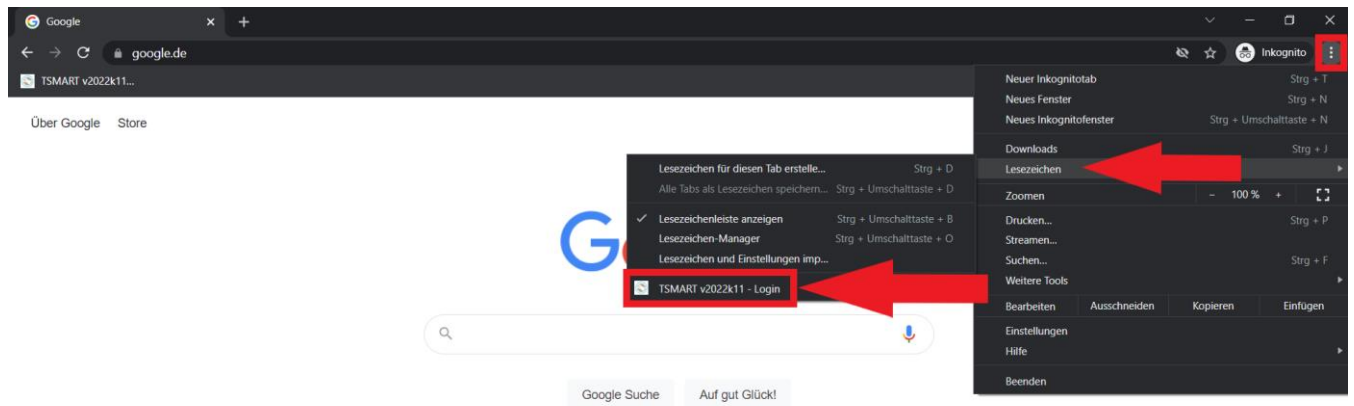 Google
google.de
Inkognito
TSMART v2022k11...
Über Google Store
Neuer Inkognitotab Strg + T
Neues Fenster Strg + N
Neues Inkognitofenster Strg + Umschalttaste + N
Downloads Strg + J
Lesezeichen
Zoomen - 100 % +
Drucken... Strg + P
Streamen...
Suchen... Strg + F
Weitere Tools
Bearbeiten Ausschneiden Kopieren Einfügen
Einstellungen
Hilfe
Beenden
Lesezeichen für diesen Tab erstelle... Strg + D
Alle Tabs als Lesezeichen speichern... Strg + Umschalttaste + D
Lesezeichenleiste anzeigen Strg + Umschalttaste + B
Lesezeichen-Manager Strg + Umschalttaste + O
Lesezeichen und Einstellungen imp...
TSMART v2022k11 - Login
G
Google Suche Auf gut Glück!